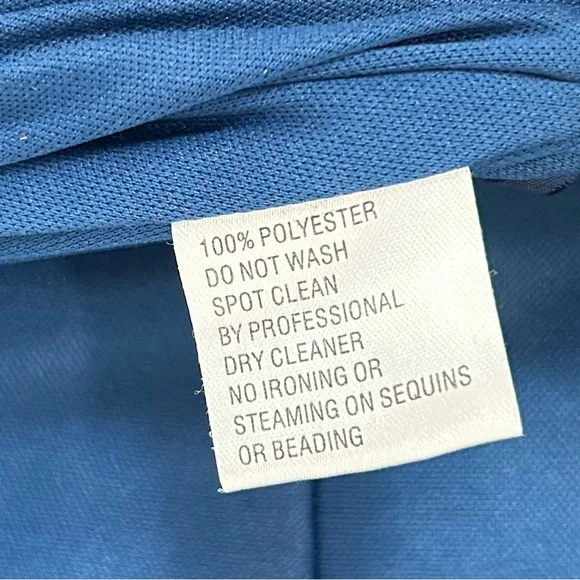 100% POLYESTER
DO NOT WASH
SPOT CLEAN
BY PROFESSIONAL
DRY CLEANER
NO IRONING OR
STEAMING ON SEQUINS
OR BEADING